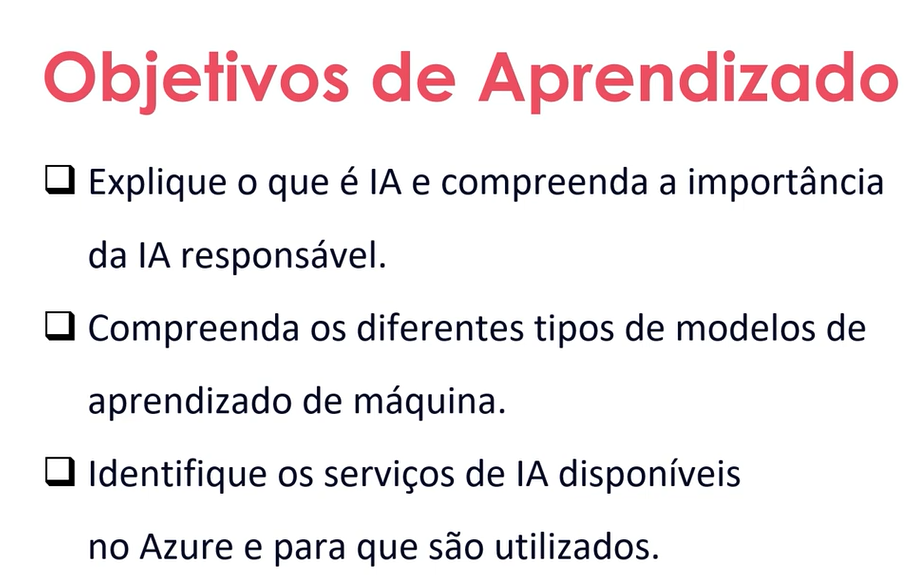 Objetivos de Aprendizado
❑ Explique o que é IA e compreenda a importância
da IA responsável.
❑ Compreenda os diferentes tipos de modelos de
aprendizado de máquina.
❑ Identifique os serviços de IA disponíveis
no Azure e para que são utilizados.